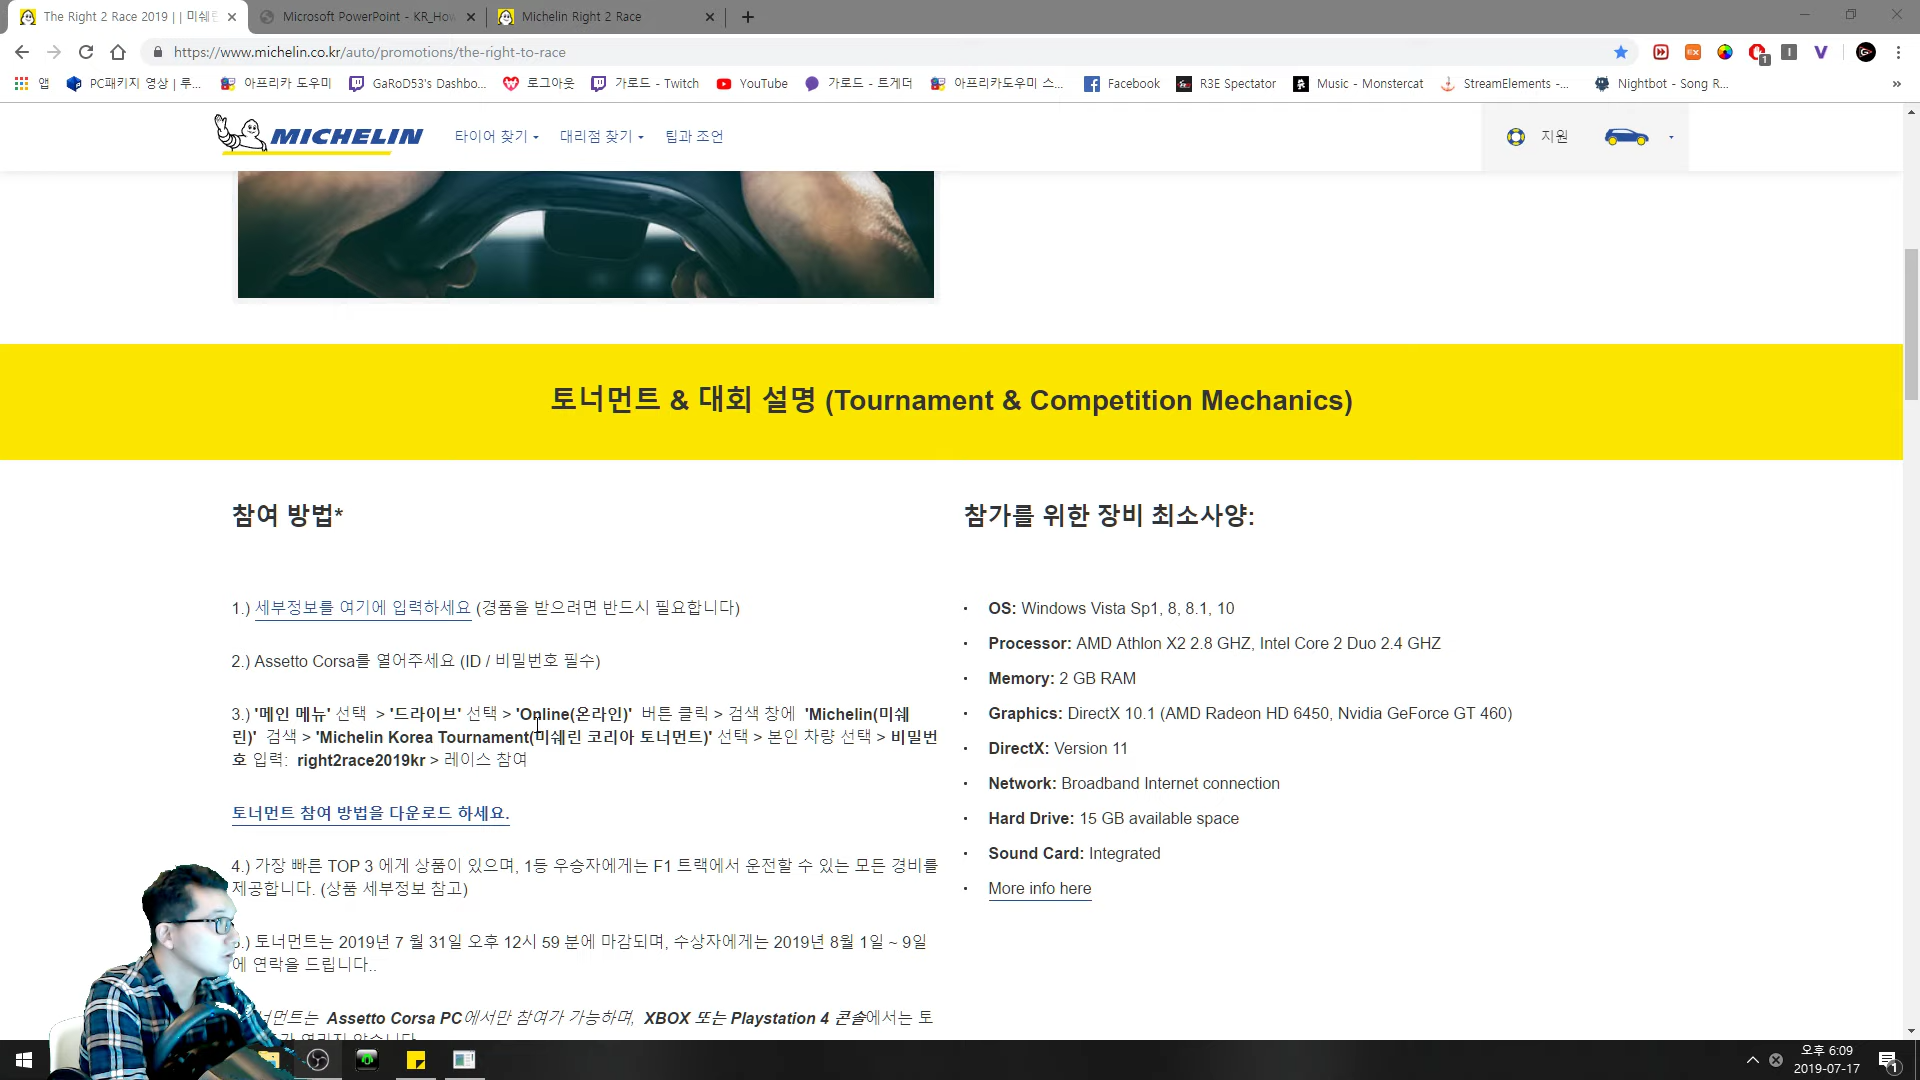 The Right 2 Race 2019 | | 미쉐린
Microsoft PowerPoint - KR_How
Michelin Right 2 Race
https://www.michelin.co.kr/auto/promotions/the-right-to-race
앱
PC패키지 영상 | 루...
아프리카 도우미
GaRoD53's Dashbo...
로그아웃
가로드 - Twitch
YouTube
가로드 - 트게더
아프리카도우미 스...
Facebook
R3E Spectator
Music - Monstercat
StreamElements -...
Nightbot - Song R...
MICHELIN
타이어 찾기
대리점 찾기
팁과 조언
지원
토너먼트 & 대회 설명 (Tournament & Competition Mechanics)
참여 방법*
1.) 세부정보를 여기에 입력하세요 (경품을 받으려면 반드시 필요합니다)
2.) Assetto Corsa를 열어주세요 (ID / 비밀번호 필수)
3.) '메인 메뉴' 선택 > '드라이브' 선택 > 'Online(온라인)' 버튼 클릭 > 검색 창에 'Michelin(미쉐
린)' 검색 > 'Michelin Korea Tournament(미쉐린 코리아 토너먼트)' 선택 > 본인 차량 선택 > 비밀번
호 입력: right2race2019kr > 레이스 참여
토너먼트 참여 방법을 다운로드 하세요.
4.) 가장 빠른 TOP 3 에게 상품이 있으며, 1등 우승자에게는 F1 트랙에서 운전할 수 있는 모든 경비를
제공합니다. (상품 세부정보 참고)
.) 토너먼트는 2019년 7 월 31일 오후 12시 59 분에 마감되며, 수상자에게는 2019년 8월 1일 ~ 9일
에 연락을 드립니다..
너먼트는 Assetto Corsa PC에서만 참여가 가능하며, XBOX 또는 Playstation 4 콘솔에서는 토
참가를 위한 장비 최소사양:
OS: Windows Vista Sp1, 8, 8.1, 10
Processor: AMD Athlon X2 2.8 GHZ, Intel Core 2 Duo 2.4 GHZ
Memory: 2 GB RAM
Graphics: DirectX 10.1 (AMD Radeon HD 6450, Nvidia GeForce GT 460)
DirectX: Version 11
Network: Broadband Internet connection
Hard Drive: 15 GB available space
Sound Card: Integrated
More info here
오후 6:09
2019-07-17
1